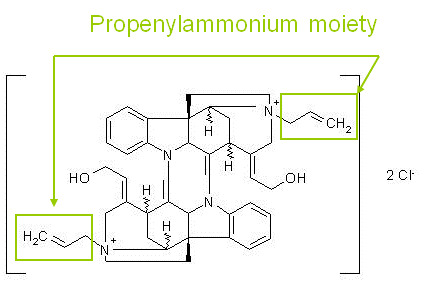 Propenylammonium moiety
N+
CH2
H
H
N
HO
OH
2 Cl-
H
N
H
H2C
N+